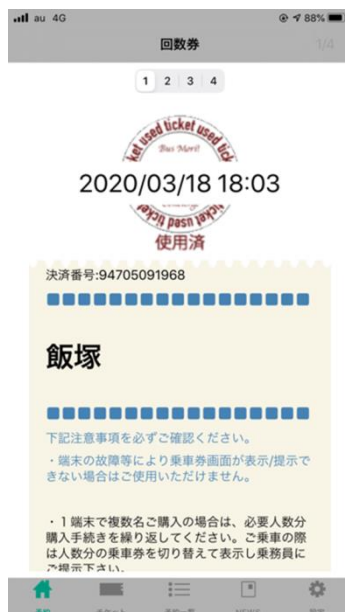 au 4G
88%
回数券
1/4
1 2 3 4
ket used ticket used tick
Bus Mori!
2020/03/18 18:03
使用済
決済番号:94705091968
飯塚
下記注意事項を必ずご確認ください。
・端末の故障等により乗車券画面が表示/提示で
きない場合はご使用いただけません。
・1端末で複数名ご購入の場合は、必要人数分
購入手続きを繰り返してください。ご乗車の際
は人数分の乗車券を切り替えて表示し乗務員に
ご提示下さい。